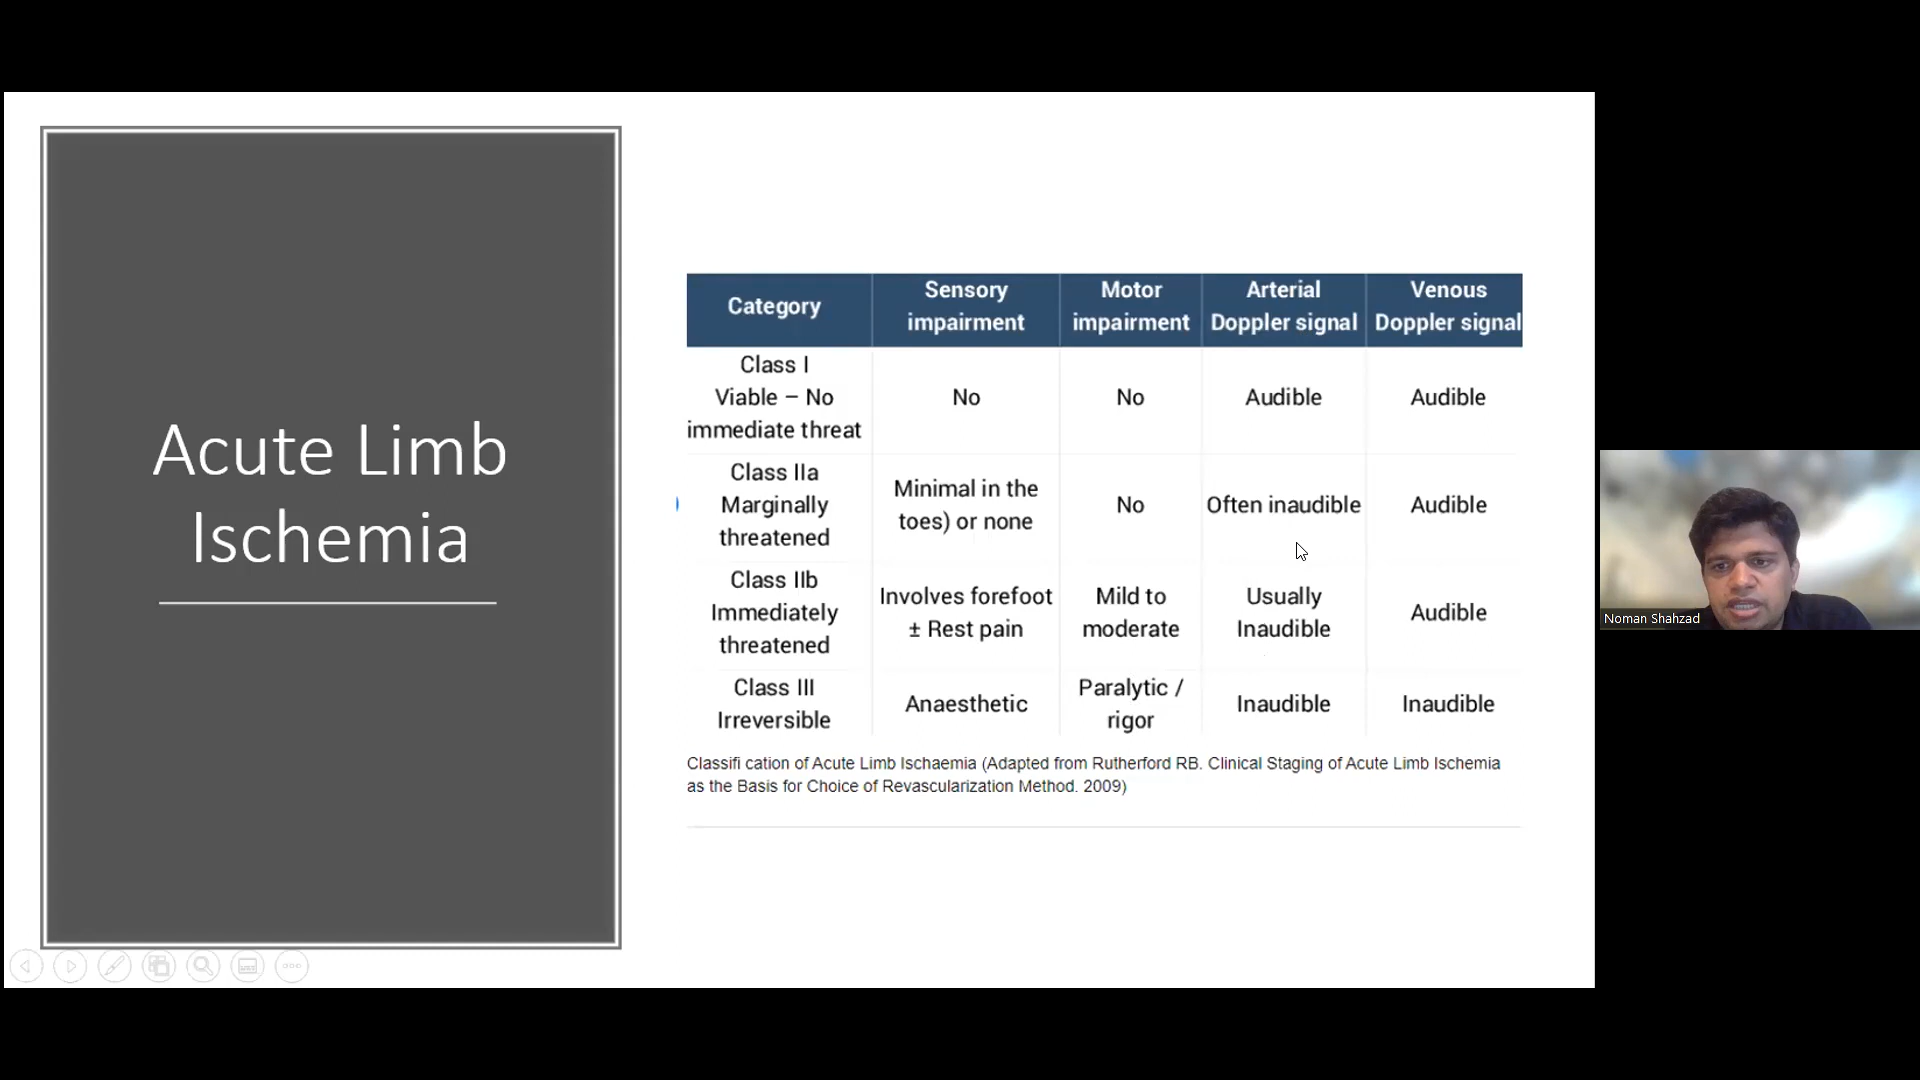 Acute Limb
Ischemia
Category
Sensory
impairment
Motor
impairment
Arterial
Doppler signal
Venous
Doppler signal
Class I
Viable – No
immediate threat
No
No
Audible
Audible
Class IIa
Marginally
threatened
Minimal in the
toes) or none
No
Often inaudible
Audible
Class IIb
Immediately
threatened
Involves forefoot
± Rest pain
Mild to
moderate
Usually
Inaudible
Audible
Class III
Irreversible
Anaesthetic
Paralytic /
rigor
Inaudible
Inaudible
Classifi cation of Acute Limb Ischaemia (Adapted from Rutherford RB. Clinical Staging of Acute Limb Ischemia
as the Basis for Choice of Revascularization Method. 2009)
Noman Shahzad